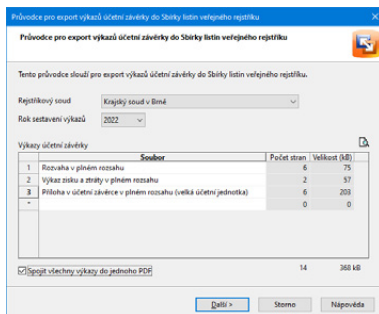 Průvodce pro export výkazů účetní závěrky do Sbírky listin veřejného rejstříku
Průvodce pro export výkazů účetní závěrky do Sbírky listin veřejného rejstříku
Tento průvodce slouží pro export výkazů účetní závěrky do Sbírky listin veřejného rejstříku.
Rejstříkový soud Krajský soud v Brně
Rok sestavení výkazů 2022
Výkazy účetní závěrky
Soubor Počet stran Velikost (kB)
1 Rozvaha v plném rozsahu 6 75
2 Výkaz zisku a ztráty v plném rozsahu 2 57
3 Příloha v účetní závěrce v plném rozsahu (velká účetní jednotka) 6 203
* 0 0
Spojit všechny výkazy do jednoho PDF 14 368 kB
Další > Storno Nápověda